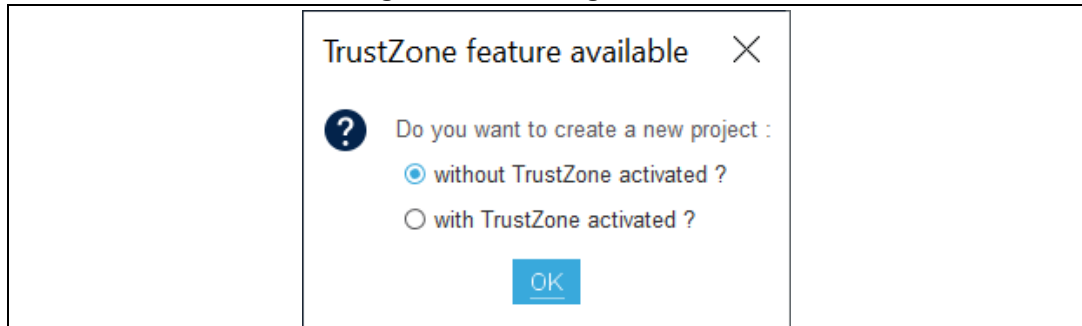 TrustZone feature available
Do you want to create a new project :
without TrustZone activated ?
with TrustZone activated ?
OK